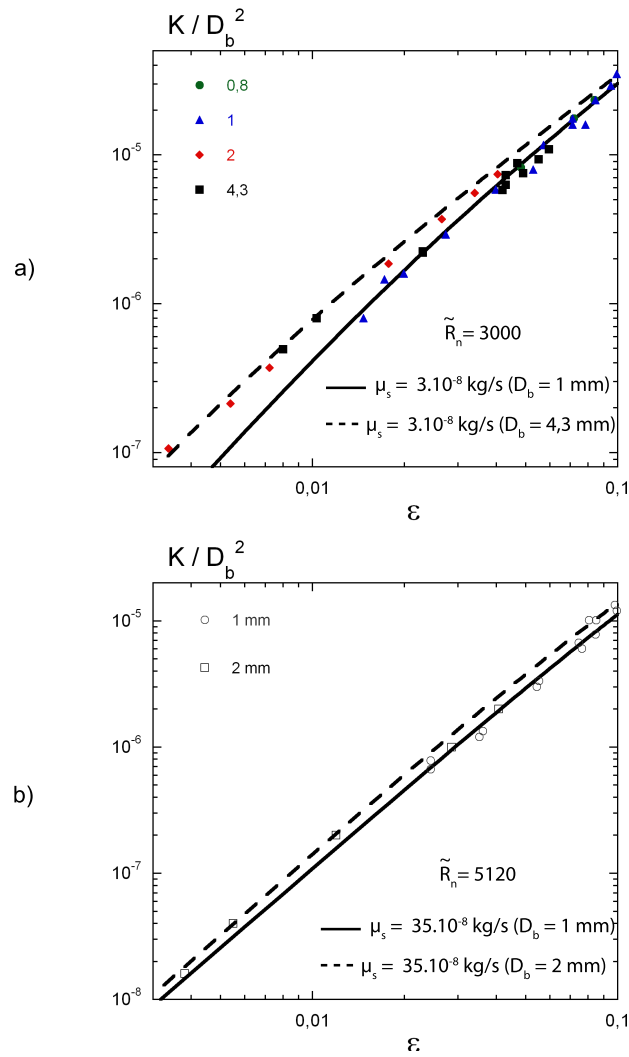 K / D_b^2
10^-5
10^-6
10^-7
0,8
1
2
4,3
a)
R̃_n = 3000
μ_s = 3.10^-8 kg/s (D_b = 1 mm)
μ_s = 3.10^-8 kg/s (D_b = 4,3 mm)
0,01
0,1
ε
K / D_b^2
10^-5
10^-6
10^-7
10^-8
1 mm
2 mm
b)
R̃_n = 5120
μ_s = 35.10^-8 kg/s (D_b = 1 mm)
μ_s = 35.10^-8 kg/s (D_b = 2 mm)
0,01
0,1
ε